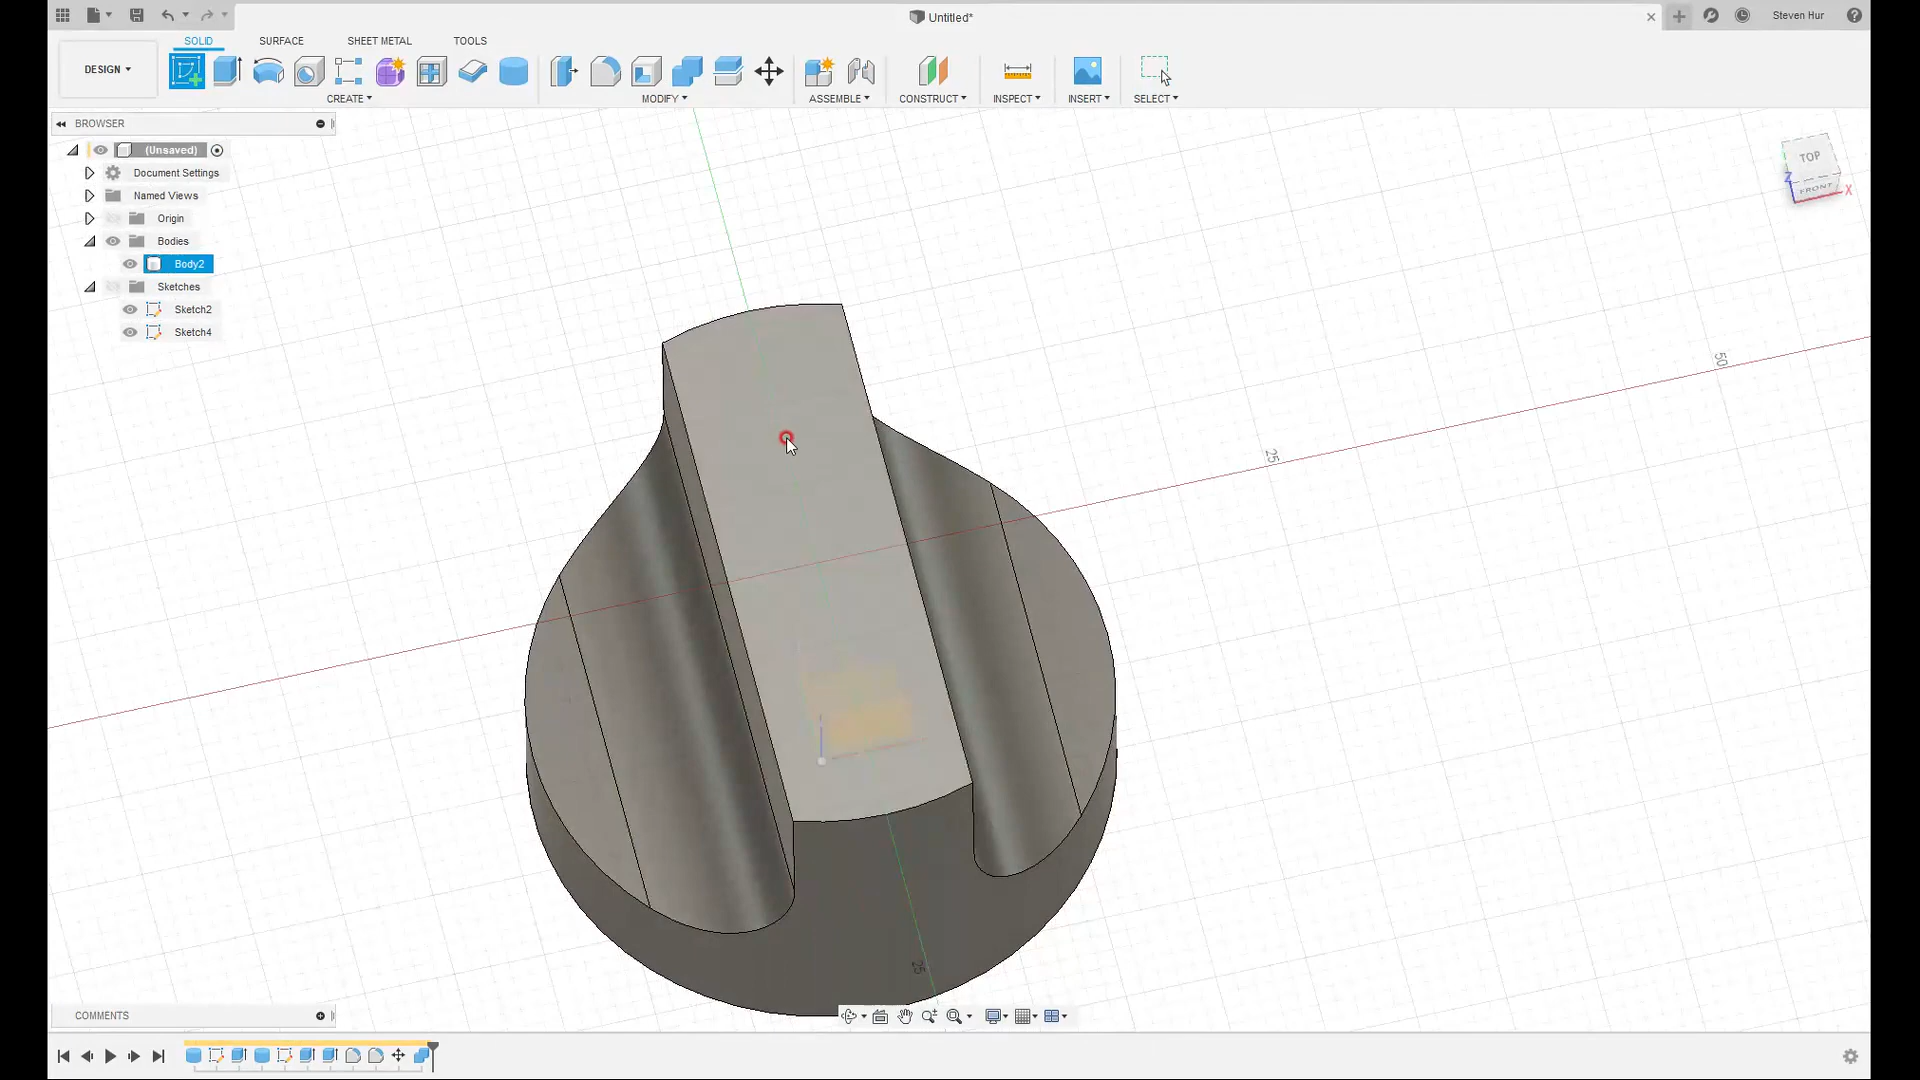 Untitled*
Steven Hur
DESIGN
SOLID
SURFACE
SHEET METAL
TOOLS
CREATE
MODIFY
ASSEMBLE
CONSTRUCT
INSPECT
INSERT
SELECT
BROWSER
(Unsaved)
Document Settings
Named Views
Origin
Bodies
Body2
Sketches
Sketch2
Sketch4
TOP
FRONT
Z
X
50
25
25
COMMENTS